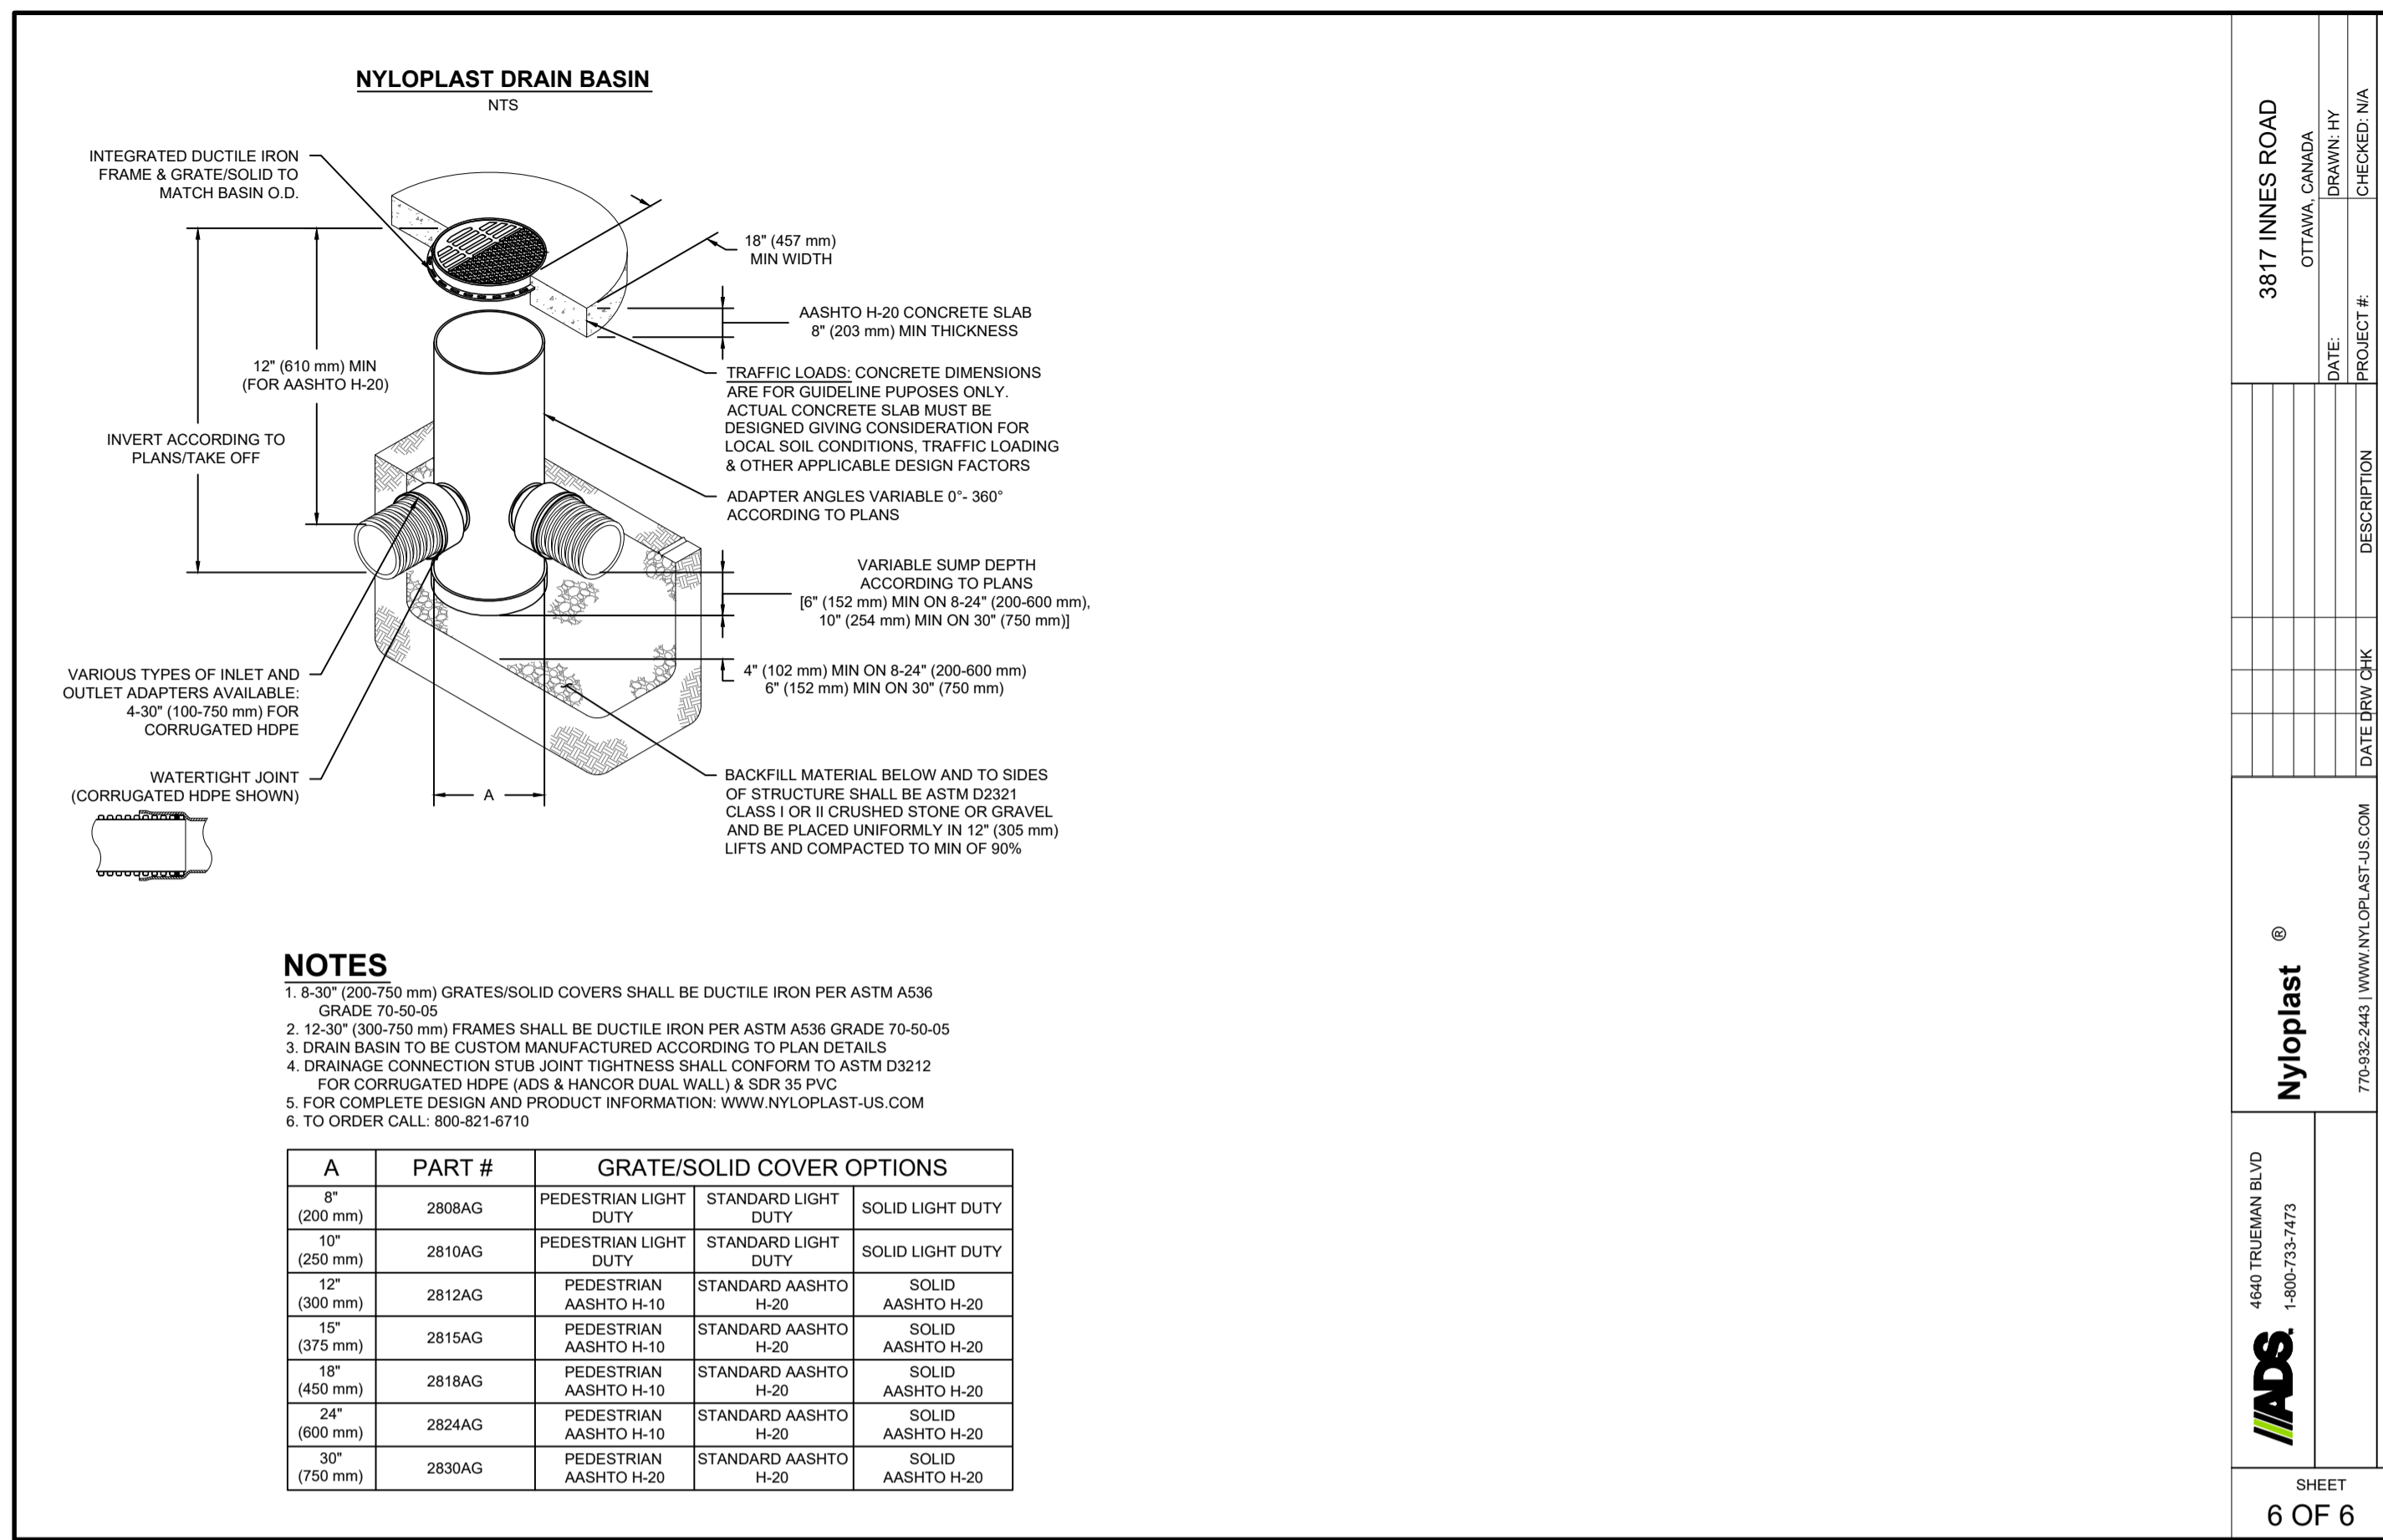 NYLOPLAST DRAIN BASIN
NTS
INTEGRATED DUCTILE IRON
FRAME & GRATE/SOLID TO
MATCH BASIN O.D.
18" (457 mm)
MIN WIDTH
AASHTO H-20 CONCRETE SLAB
8" (203 mm) MIN THICKNESS
12" (610 mm) MIN
(FOR AASHTO H-20)
TRAFFIC LOADS: CONCRETE DIMENSIONS
ARE FOR GUIDELINE PUPOSES ONLY.
ACTUAL CONCRETE SLAB MUST BE
DESIGNED GIVING CONSIDERATION FOR
LOCAL SOIL CONDITIONS, TRAFFIC LOADING
& OTHER APPLICABLE DESIGN FACTORS
INVERT ACCORDING TO
PLANS/TAKE OFF
ADAPTER ANGLES VARIABLE 0°- 360°
ACCORDING TO PLANS
VARIABLE SUMP DEPTH
ACCORDING TO PLANS
[6" (152 mm) MIN ON 8-24" (200-600 mm),
10" (254 mm) MIN ON 30" (750 mm)]
4" (102 mm) MIN ON 8-24" (200-600 mm)
6" (152 mm) MIN ON 30" (750 mm)
VARIOUS TYPES OF INLET AND
OUTLET ADAPTERS AVAILABLE:
4-30" (100-750 mm) FOR
CORRUGATED HDPE
WATERTIGHT JOINT
(CORRUGATED HDPE SHOWN)
A
BACKFILL MATERIAL BELOW AND TO SIDES
OF STRUCTURE SHALL BE ASTM D2321
CLASS I OR II CRUSHED STONE OR GRAVEL
AND BE PLACED UNIFORMLY IN 12" (305 mm)
LIFTS AND COMPACTED TO MIN OF 90%
NOTES
1. 8-30" (200-750 mm) GRATES/SOLID COVERS SHALL BE DUCTILE IRON PER ASTM A536
GRADE 70-50-05
2. 12-30" (300-750 mm) FRAMES SHALL BE DUCTILE IRON PER ASTM A536 GRADE 70-50-05
3. DRAIN BASIN TO BE CUSTOM MANUFACTURED ACCORDING TO PLAN DETAILS
4. DRAINAGE CONNECTION STUB JOINT TIGHTNESS SHALL CONFORM TO ASTM D3212
FOR CORRUGATED HDPE (ADS & HANCOR DUAL WALL) & SDR 35 PVC
5. FOR COMPLETE DESIGN AND PRODUCT INFORMATION: WWW.NYLOPLAST-US.COM
6. TO ORDER CALL: 800-821-6710
A PART # GRATE/SOLID COVER OPTIONS
8" (200 mm) 2808AG PEDESTRIAN LIGHT DUTY STANDARD LIGHT DUTY SOLID LIGHT DUTY
10" (250 mm) 2810AG PEDESTRIAN LIGHT DUTY STANDARD LIGHT DUTY SOLID LIGHT DUTY
12" (300 mm) 2812AG PEDESTRIAN AASHTO H-10 STANDARD AASHTO H-20 SOLID AASHTO H-20
15" (375 mm) 2815AG PEDESTRIAN AASHTO H-10 STANDARD AASHTO H-20 SOLID AASHTO H-20
18" (450 mm) 2818AG PEDESTRIAN AASHTO H-10 STANDARD AASHTO H-20 SOLID AASHTO H-20
24" (600 mm) 2824AG PEDESTRIAN AASHTO H-10 STANDARD AASHTO H-20 SOLID AASHTO H-20
30" (750 mm) 2830AG PEDESTRIAN AASHTO H-20 STANDARD AASHTO H-20 SOLID AASHTO H-20
3817 INNES ROAD
OTTAWA, CANADA
DATE: DRAWN: HY
PROJECT #: CHECKED: N/A
DATE DRW CHK DESCRIPTION
Nyloplast ®
770-932-2443 | WWW.NYLOPLAST-US.COM
ADS
4640 TRUEMAN BLVD
1-800-733-7473
SHEET
6 OF 6